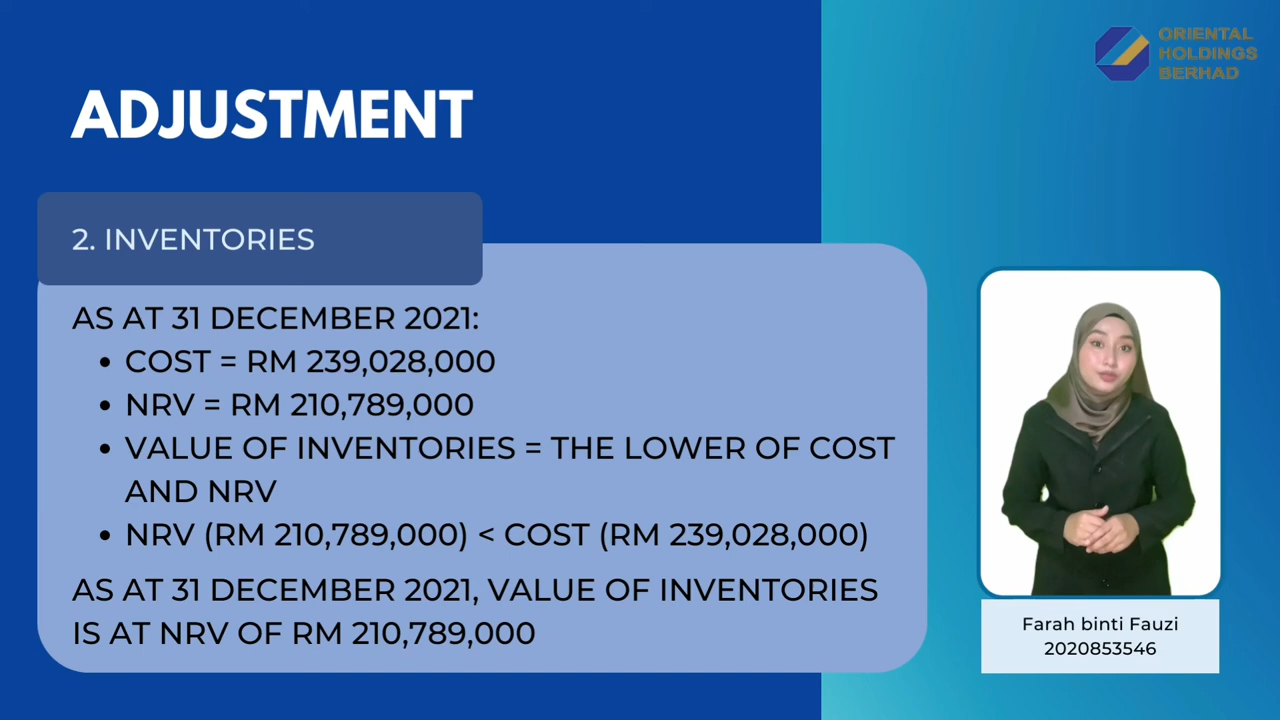 ORIENTAL
HOLDINGS
BERHAD
ADJUSTMENT
2. INVENTORIES
AS AT 31 DECEMBER 2021:
• COST = RM 239,028,000
• NRV = RM 210,789,000
• VALUE OF INVENTORIES = THE LOWER OF COST
AND NRV
• NRV (RM 210,789,000) < COST (RM 239,028,000)
AS AT 31 DECEMBER 2021, VALUE OF INVENTORIES
IS AT NRV OF RM 210,789,000
Farah binti Fauzi
2020853546